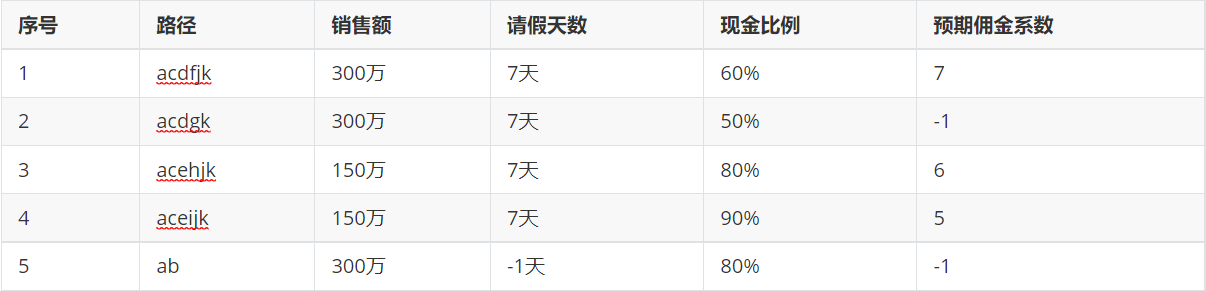 序号 路径 销售额 请假天数 现金比例 预期佣金系数
1 acdfjk 300万 7天 60% 7
2 acdgk 300万 7天 50% -1
3 acehjk 150万 7天 80% 6
4 aceijk 150万 7天 90% 5
5 ab 300万 -1天 80% -1